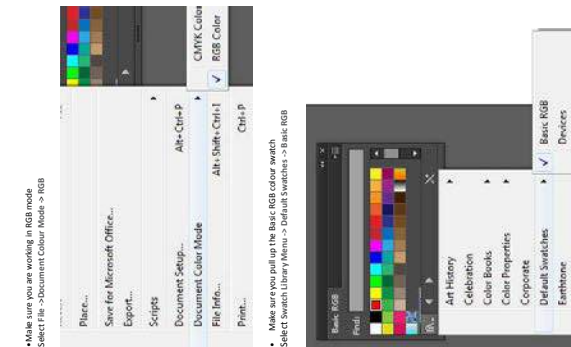 •Make sure you are working in RGB mode
Select File ->Document Colour Mode -> RGB
Place...
Save for Microsoft Office...
Export...
Scripts
Document Setup... Alt+Ctrl+P
Document Color Mode
File Info... Alt+Shift+Ctrl+I
Print... Ctrl+P
CMYK Color
RGB Color
• Make sure you pull up the Basic RGB colour swatch
Select Swatch Library Menu -> Default Swatches -> Basic RGB
Basic RGB
Find:
Art History
Celebration
Color Books
Color Properties
Corporate
Default Swatches
Earthtone
Basic RGB
Devices